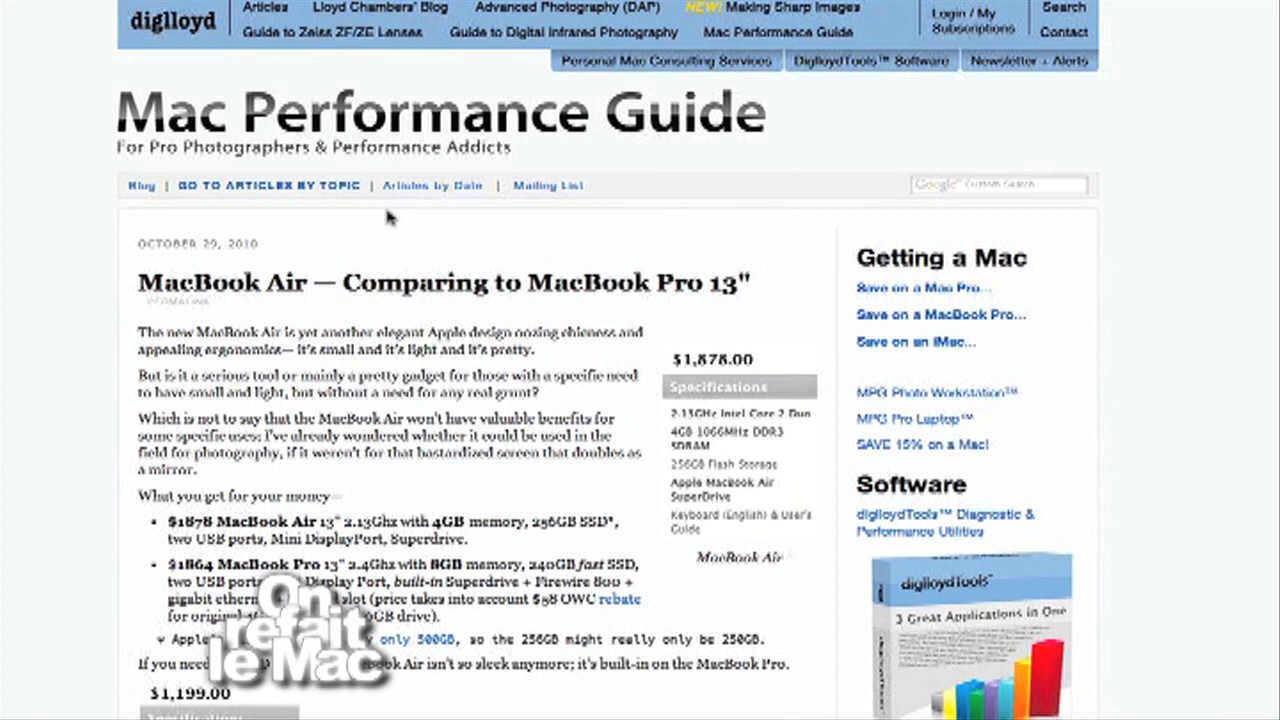 diglloyd
Articles Lloyd Chambers' Blog Advanced Photography (DAP) NEW! Making Sharp Images
Guide to Zeiss ZF/ZE Lenses Guide to Digital Infrared Photography Mac Performance Guide
Login / My
Subscriptions
Search
Contact
Personal Mac Consulting Services DiglloydTools™ Software Newsletter + Alerts
Mac Performance Guide
For Pro Photographers & Performance Addicts
Blog | GO TO ARTICLES BY TOPIC | Articles by Date | Mailing List
Google™ Custom Search
OCTOBER 29, 2010
MacBook Air — Comparing to MacBook Pro 13"
PERMALINK
The new MacBook Air is yet another elegant Apple design oozing chicness and
appealing ergonomics— it's small and it's light and it's pretty.
But is it a serious tool or mainly a pretty gadget for those with a specific need
to have small and light, but without a need for any real grunt?
Which is not to say that the MacBook Air won't have valuable benefits for
some specific uses; I've already wondered whether it could be used in the
field for photography, if it weren't for that bastardized screen that doubles as
a mirror.
What you get for your money
• $1878 MacBook Air 13" 2.13Ghz with 4GB memory, 256GB SSD*,
two USB ports, Mini DisplayPort, Superdrive.
• $1864 MacBook Pro 13" 2.4Ghz with 8GB memory, 240GB fast SSD,
two USB ports Display Port, built-in Superdrive + Firewire 800 +
gigabit ethern slot (price takes into account $58 OWC rebate
for origin GB drive).
Apple only 500GB, so the 256GB might really only be 250GB.
If you need Book Air isn't so sleek anymore; it's built-in on the MacBook Pro.
$1,199.00
Specifications
$1,878.00
Specifications
2.13GHz Intel Core 2 Duo
4GB 1066MHz DDR3
SDRAM
256GB Flash Storage
Apple MacBook Air
SuperDrive
Keyboard (English) & User's
Guide
MacBook Air
Getting a Mac
Save on a Mac Pro...
Save on a MacBook Pro...
Save on an iMac...
MPG Photo Workstation™
MPG Pro Laptop™
SAVE 15% on a Mac!
Software
diglloydTools™ Diagnostic &
Performance Utilities
diglloydTools™
3 Great Applications in One
On
refait
le Mac